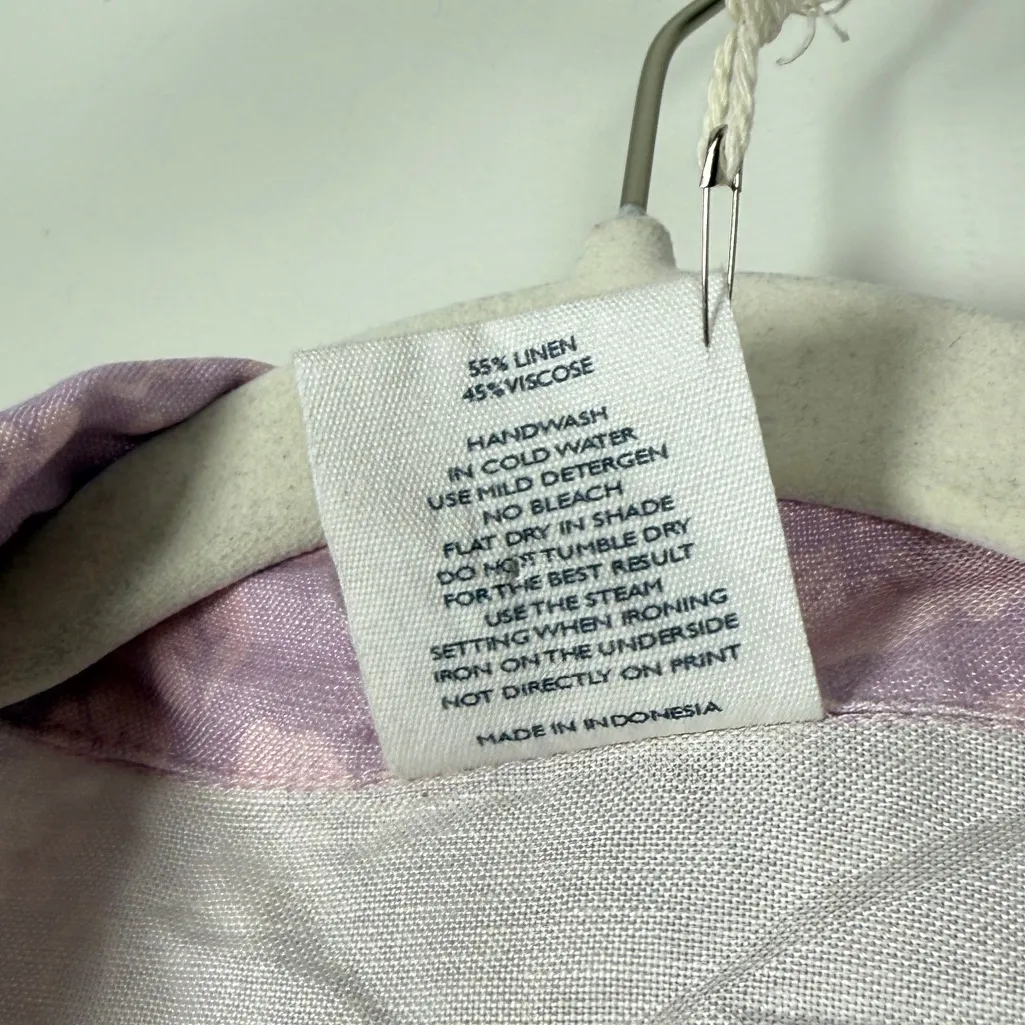 55% LINEN
45% VISCOSE
HANDWASH
IN COLD WATER
USE MILD DETERGEN
NO BLEACH
FLAT DRY IN SHADE
DO NOT TUMBLE DRY
FOR THE BEST RESULT
USE THE STEAM
SETTING WHEN IRONING
IRON ON THE UNDERSIDE
NOT DIRECTLY ON PRINT
MADE IN INDONESIA